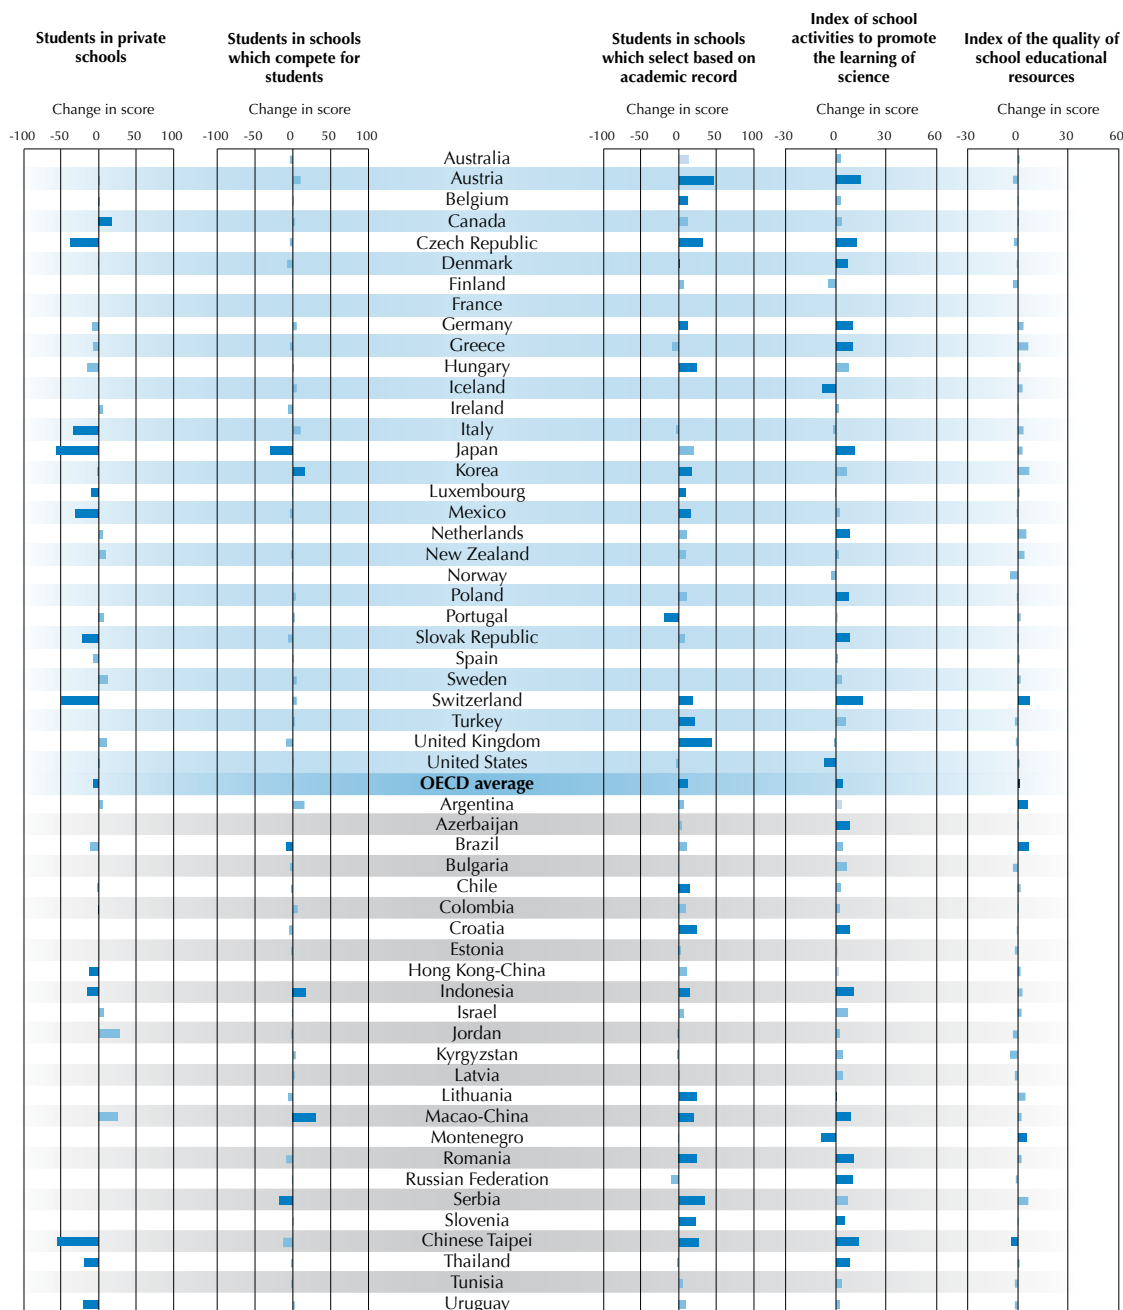 Students in private
schools
Students in schools
which compete for
students
Students in schools
which select based on
academic record
Index of school
activities to promote
the learning of
science
Index of the quality of
school educational
resources
Change in score
Change in score
Change in score
Change in score
Change in score
-100 -50 0 50 100
-100 -50 0 50 100
-100 -50 0 50 100
-30 0 30 60
-30 0 30 60
Australia
Austria
Belgium
Canada
Czech Republic
Denmark
Finland
France
Germany
Greece
Hungary
Iceland
Ireland
Italy
Japan
Korea
Luxembourg
Mexico
Netherlands
New Zealand
Norway
Poland
Portugal
Slovak Republic
Spain
Sweden
Switzerland
Turkey
United Kingdom
United States
OECD average
Argentina
Azerbaijan
Brazil
Bulgaria
Chile
Colombia
Croatia
Estonia
Hong Kong-China
Indonesia
Israel
Jordan
Kyrgyzstan
Latvia
Lithuania
Macao-China
Montenegro
Romania
Russian Federation
Serbia
Slovenia
Chinese Taipei
Thailand
Tunisia
Uruguay